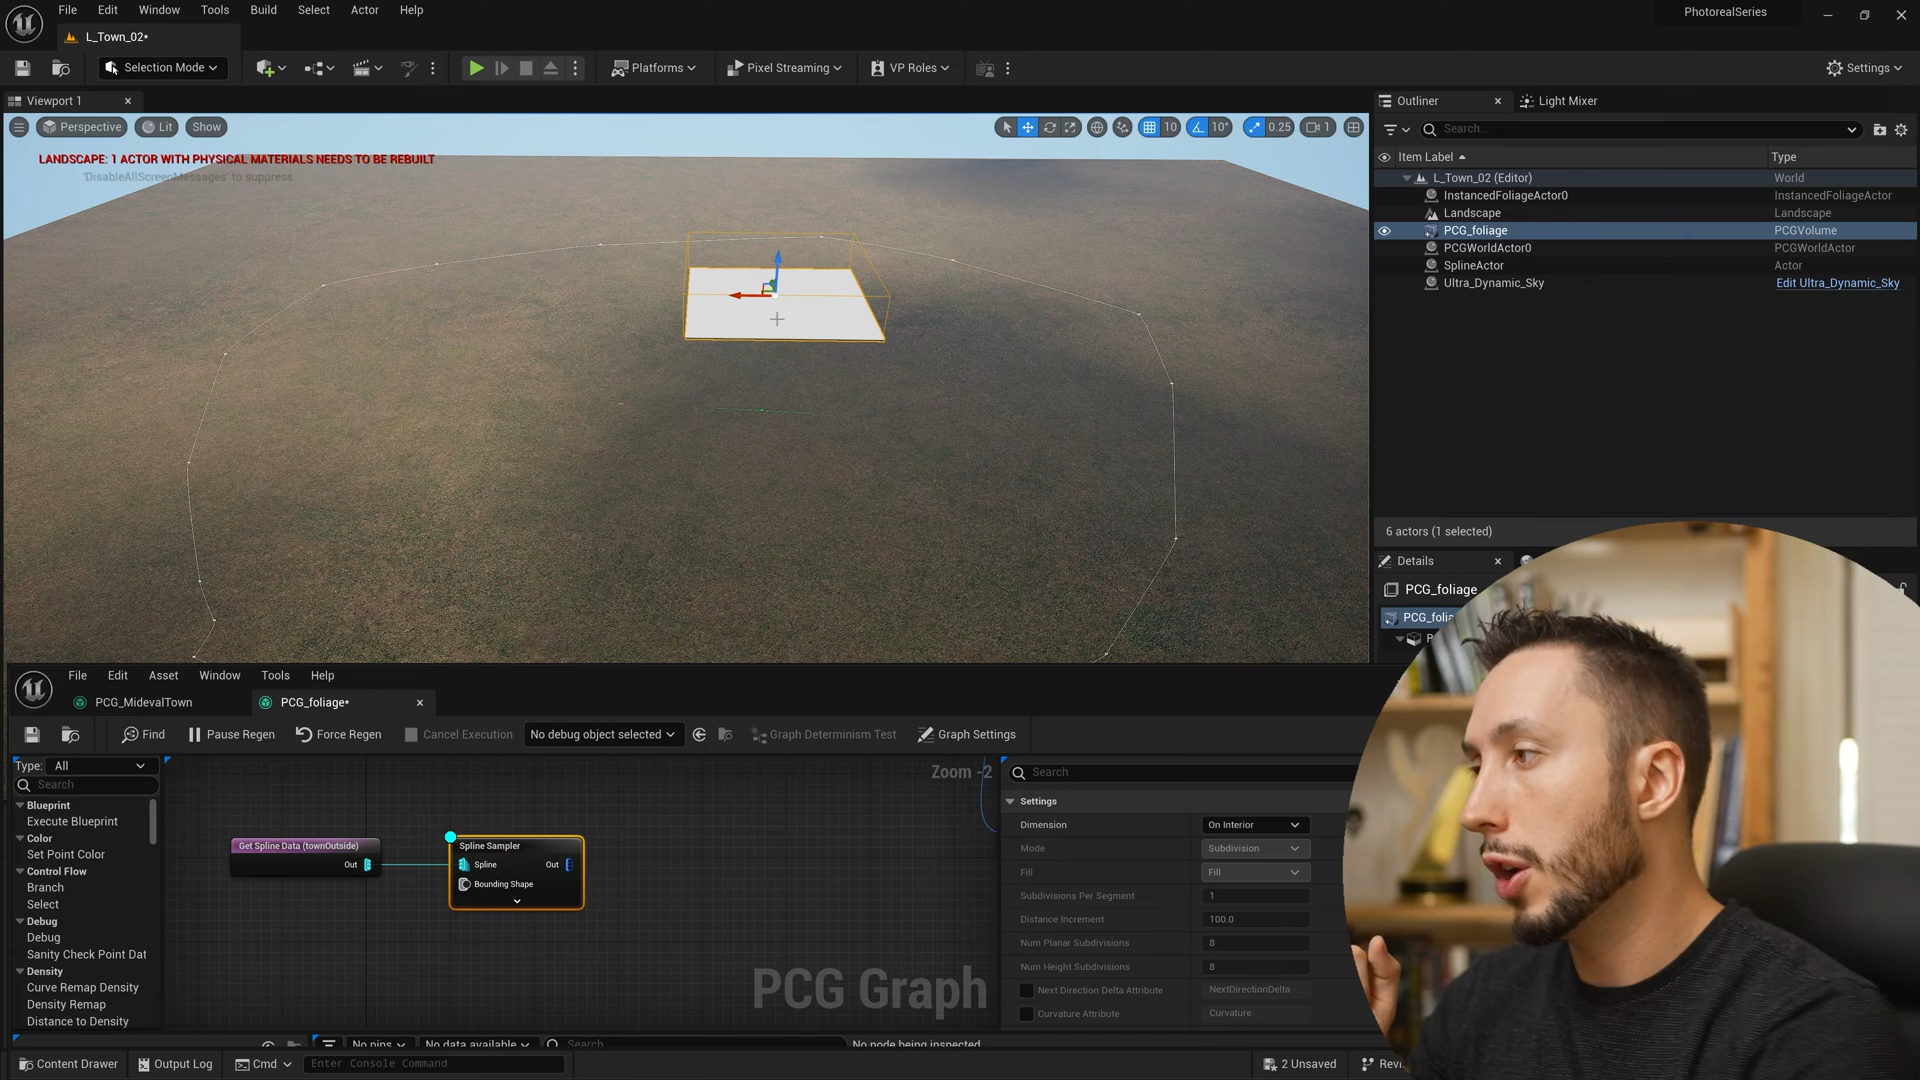 File Edit Window Tools Build Select Actor Help
PhotorealSeries
L_Town_02*
Selection Mode
Platforms
Pixel Streaming
VP Roles
Settings
Viewport 1
Outliner
Light Mixer
Perspective
Lit
Show
10
10°
0.25
1
Search...
LANDSCAPE: 1 ACTOR WITH PHYSICAL MATERIALS NEEDS TO BE REBUILT
'DisableAllScreenMessages' to suppress
Item Label Type
L_Town_02 (Editor) World
InstancedFoliageActor0 InstancedFoliageActor
Landscape Landscape
PCG_foliage PCGVolume
PCGWorldActor0 PCGWorldActor
SplineActor Actor
Ultra_Dynamic_Sky Edit Ultra_Dynamic_Sky
6 actors (1 selected)
Details
PCG_foliage
PCG_folia
File Edit Asset Window Tools Help
PCG_MidevalTown
PCG_foliage*
Find
Pause Regen
Force Regen
Cancel Execution
No debug object selected
Graph Determinism Test
Graph Settings
Type: All
Search
Blueprint
Execute Blueprint
Color
Set Point Color
Control Flow
Branch
Select
Debug
Debug
Sanity Check Point Dat
Density
Curve Remap Density
Density Remap
Distance to Density
Zoom -2
Get Spline Data (townOutside)
Out
Spline Sampler
Spline Out
Bounding Shape
PCG Graph
Search
Settings
Dimension On Interior
Mode Subdivision
Fill Fill
Subdivisions Per Segment 1
Distance Increment 100.0
Num Planar Subdivisions 8
Num Height Subdivisions 8
Next Direction Delta Attribute NextDirectionDelta
Curvature Attribute Curvature
No pins
No data available
Search
No node being inspected
Content Drawer
Output Log
Cmd
Enter Console Command
2 Unsaved
Revi